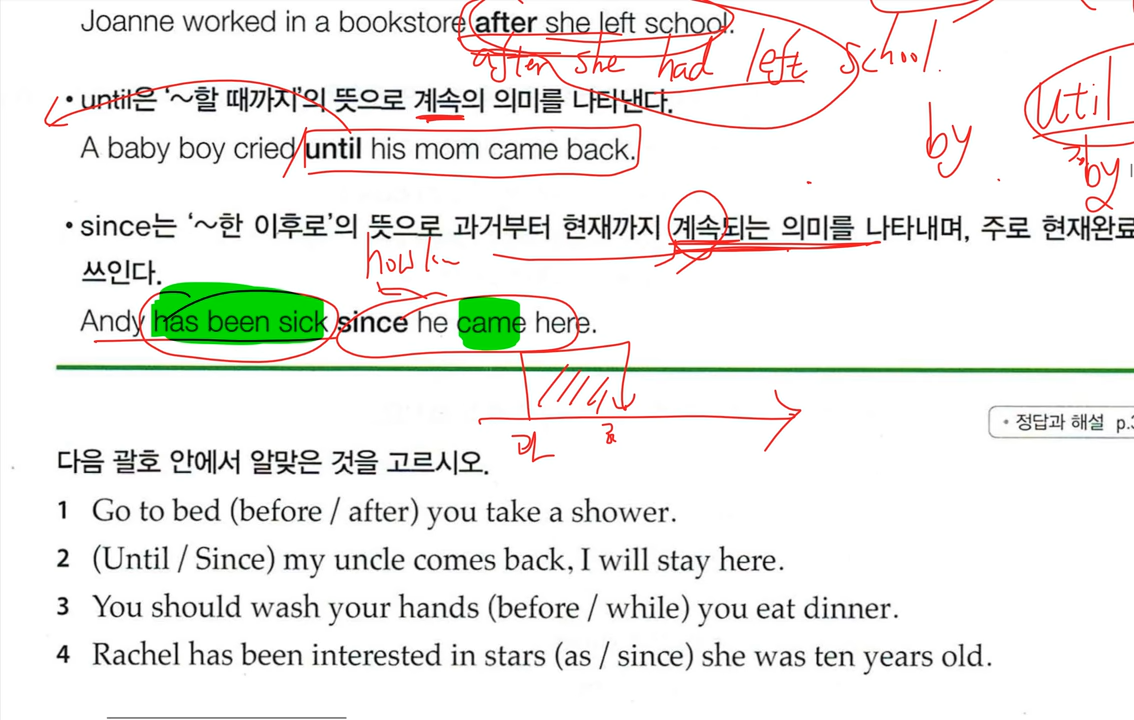 Joanne worked in a bookstore after she left school.
after she had left school.
• until은 ‘～할 때까지’의 뜻으로 계속의 의미를 나타낸다.
by
util
by
A baby boy cried until his mom came back.
• since는 ‘～한 이후로’의 뜻으로 과거부터 현재까지 계속되는 의미를 나타내며, 주로 현재완료
쓰인다.
how
Andy has been sick since he came here.
• 정답과 해설 p.3
다음 괄호 안에서 알맞은 것을 고르시오.
1 Go to bed (before / after) you take a shower.
2 (Until / Since) my uncle comes back, I will stay here.
3 You should wash your hands (before / while) you eat dinner.
4 Rachel has been interested in stars (as / since) she was ten years old.